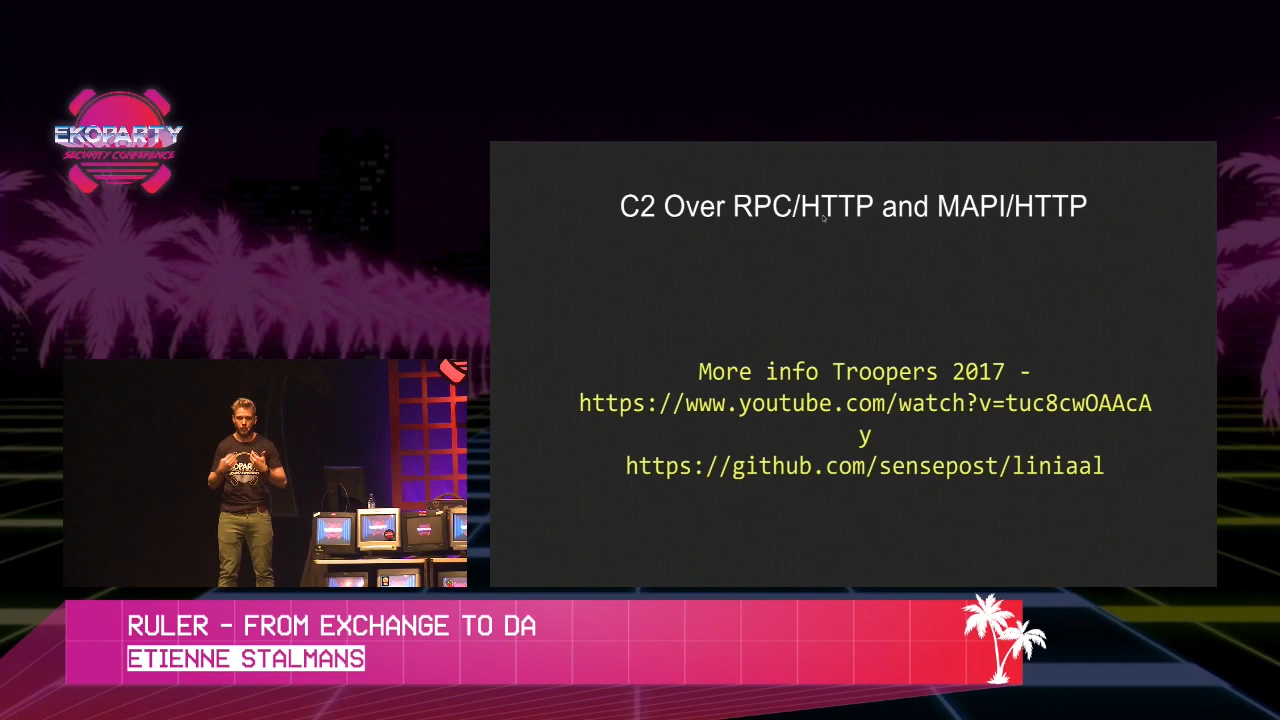 EKOPARTY
SECURITY CONFERENCE
C2 Over RPC/HTTP and MAPI/HTTP
More info Troopers 2017 -
https://www.youtube.com/watch?v=tuc8cwOAAcA
y
https://github.com/sensepost/liniaal
RULER - FROM EXCHANGE TO DA
ETIENNE STALMANS